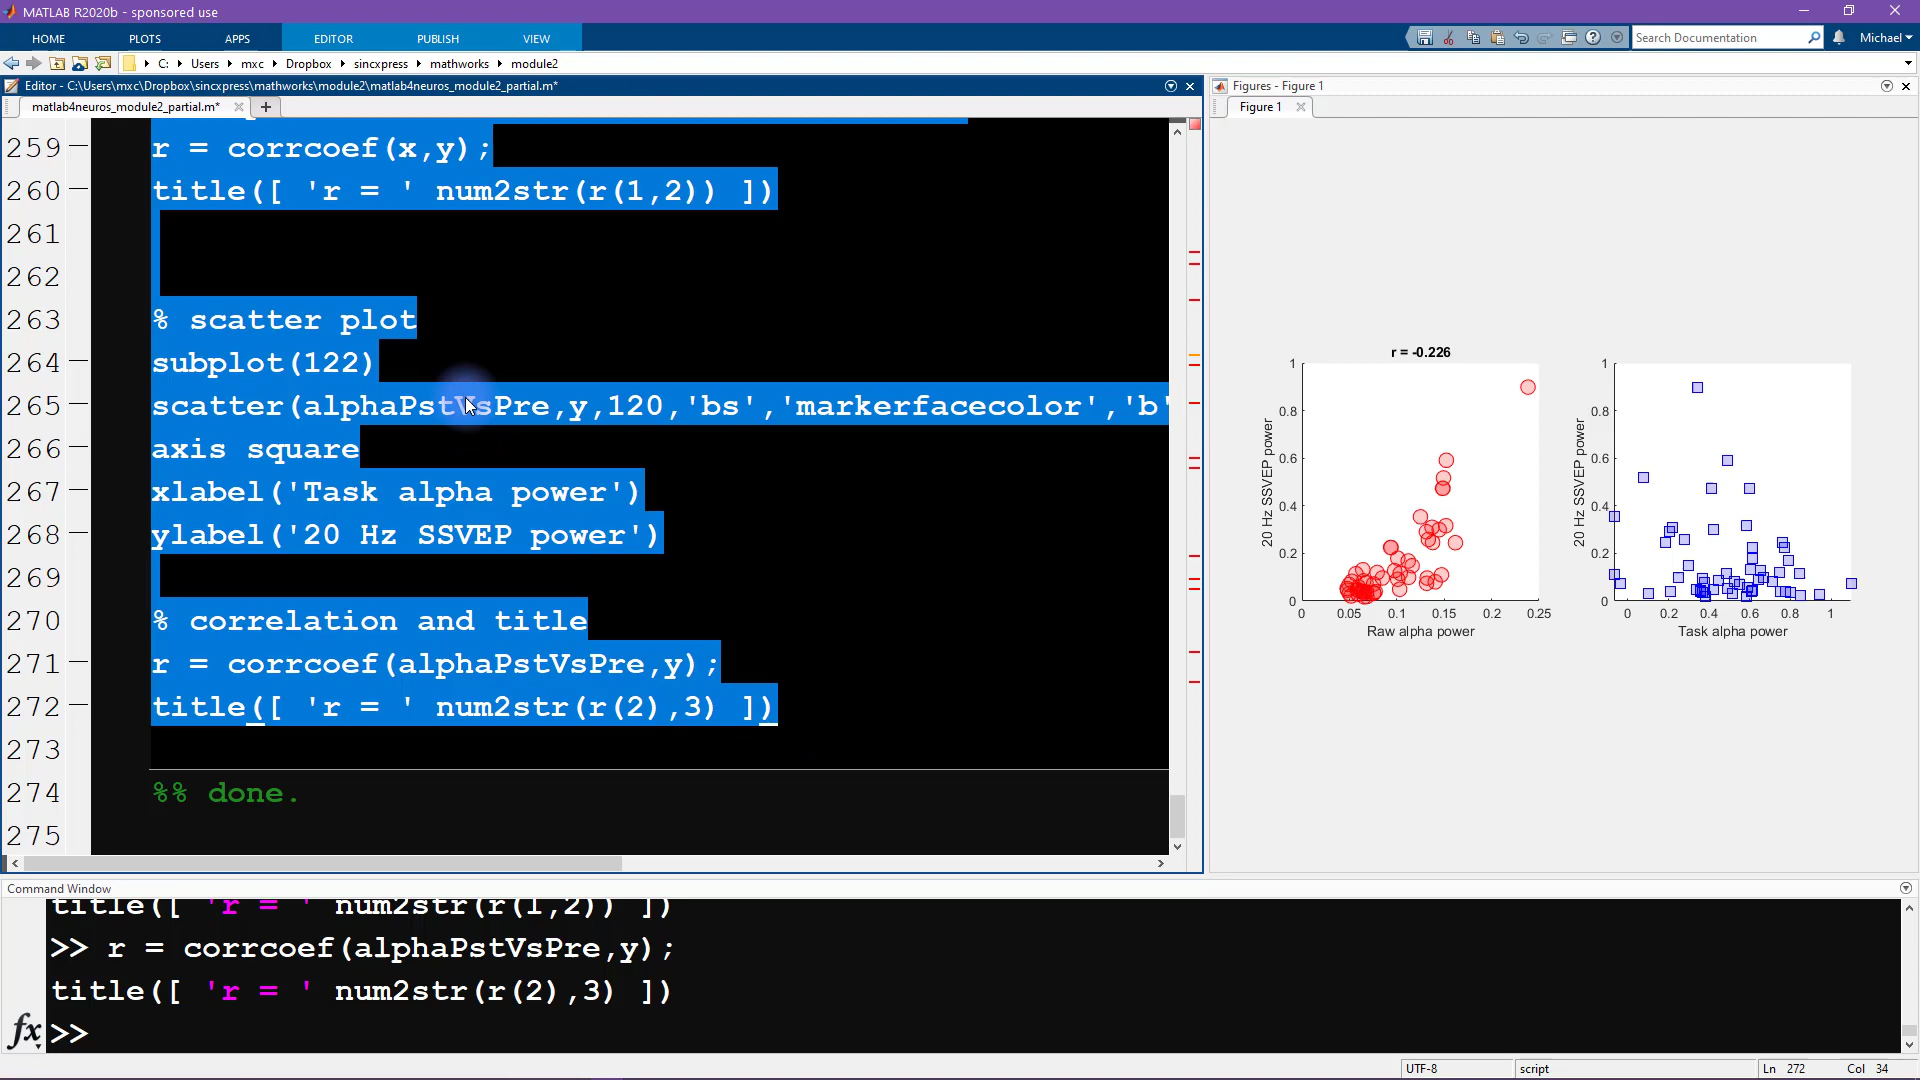 MATLAB R2020b - sponsored use
HOME PLOTS APPS EDITOR PUBLISH VIEW Search Documentation Michael
C: Users mxc Dropbox sincxpress mathworks module2
Editor - C:\Users\mxc\Dropbox\sincxpress\mathworks\module2\matlab4neuros_module2_partial.m*
matlab4neuros_module2_partial.m*
259 r = corrcoef(x,y);
260 title([ 'r = ' num2str(r(1,2)) ])
261
262
263 % scatter plot
264 subplot(122)
265 scatter(alphaPstVsPre,y,120,'bs','markerfacecolor','b'
266 axis square
267 xlabel('Task alpha power')
268 ylabel('20 Hz SSVEP power')
269
270 % correlation and title
271 r = corrcoef(alphaPstVsPre,y);
272 title([ 'r = ' num2str(r(2),3) ])
273
274 %% done.
275
Figures - Figure 1
Figure 1
r = -0.226
1
0.8
0.6
0.4
0.2
0
0 0.05 0.1 0.15 0.2 0.25
Raw alpha power
20 Hz SSVEP power
1
0.8
0.6
0.4
0.2
0
0 0.2 0.4 0.6 0.8 1
Task alpha power
20 Hz SSVEP power
Command Window
title([ 'r = ' num2str(r(1,2)) ])
>> r = corrcoef(alphaPstVsPre,y);
title([ 'r = ' num2str(r(2),3) ])
fx >>
UTF-8 script Ln 272 Col 34